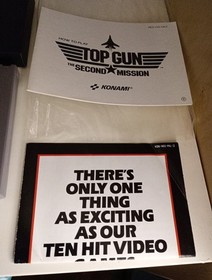 HOW TO PLAY
TOP GUN
THE SECOND MISSION
KONAMI
THERE'S
ONLY ONE
THING
AS EXCITING
AS OUR
TEN HIT VIDEO
GAMES